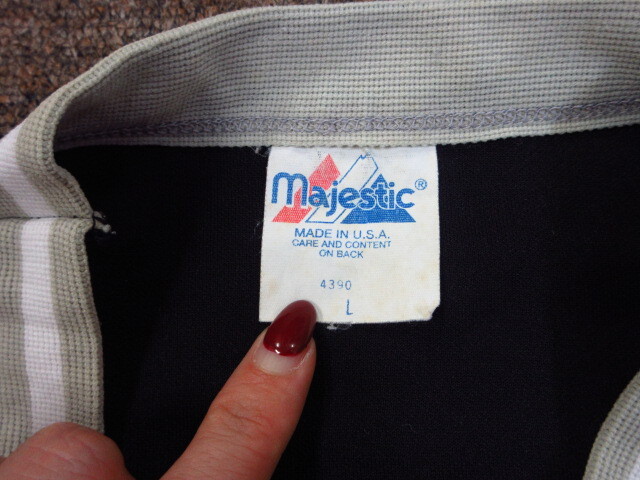 Majestic®
MADE IN U.S.A.
CARE AND CONTENT
ON BACK
4390
L